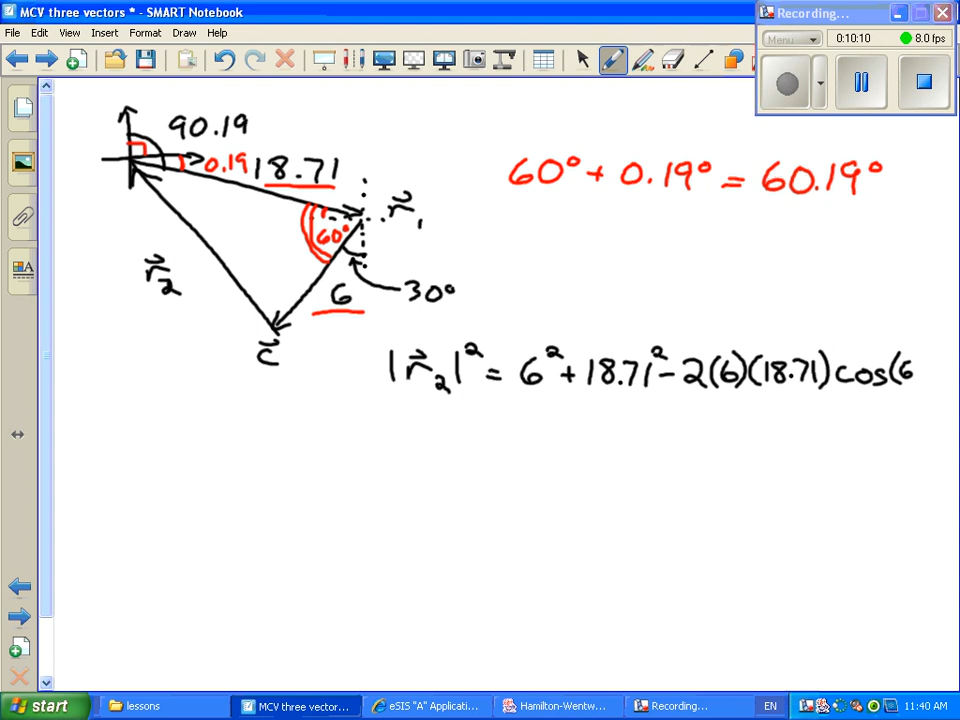 MCV three vectors * - SMART Notebook
Recording...
File Edit View Insert Format Draw Help
Menu 0:10:10 8.0 fps
90.19
0.19 18.71
60° + 0.19° = 60.19°
r⃗₁
60°
r⃗₂
6
30°
c⃗
|r⃗₂|² = 6² + 18.71² - 2(6)(18.71)cos(6
start lessons MCV three vectors... eSIS "A" Applicati... Hamilton-Wentw... Recording... EN 11:40 AM